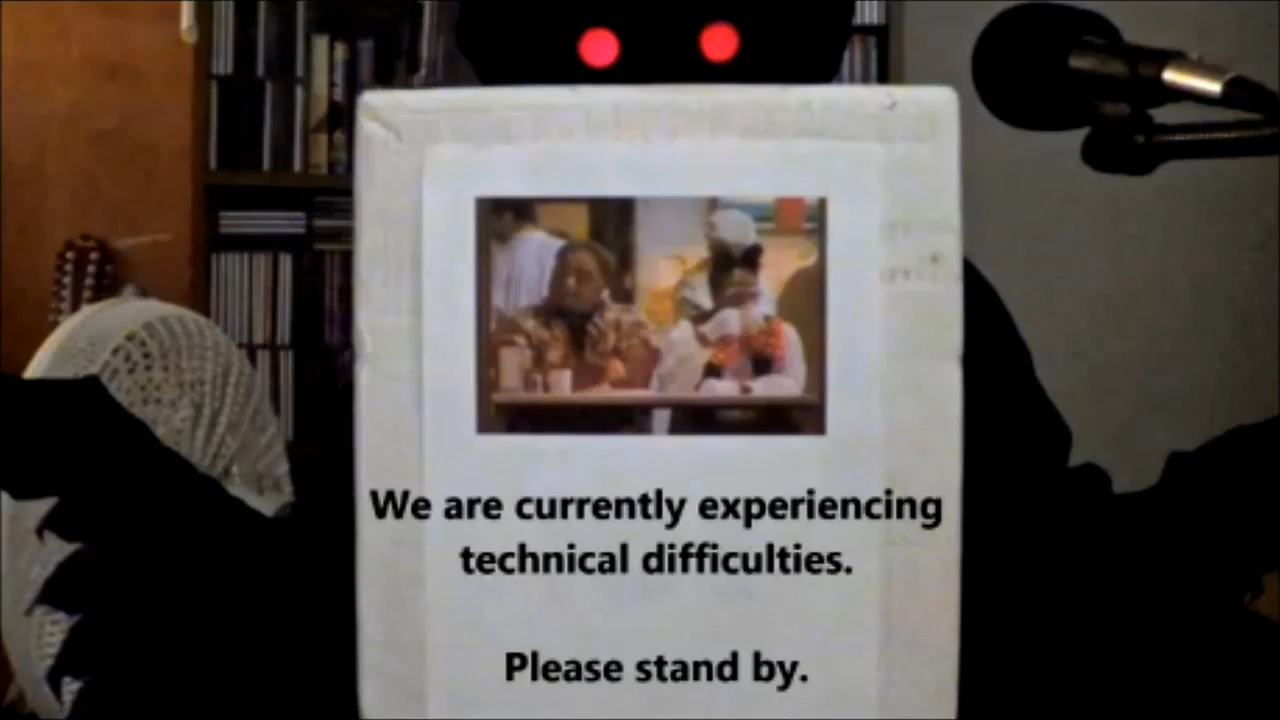 We are currently experiencing
technical difficulties.
Please stand by.